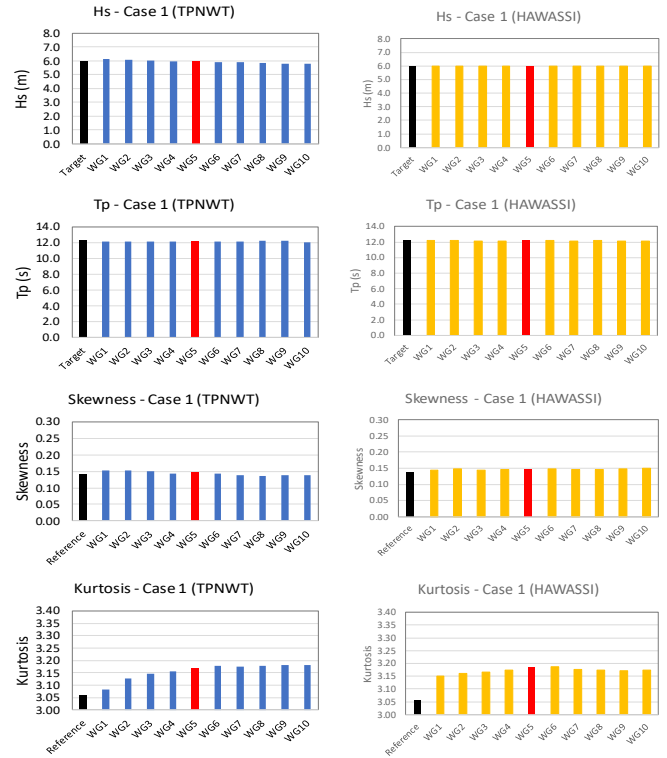 Hs - Case 1 (TPNWT)
8.0
7.0
6.0
5.0
4.0
3.0
2.0
1.0
0.0
Hs (m)
Target WG1 WG2 WG3 WG4 WG5 WG6 WG7 WG8 WG9 WG10
Hs - Case 1 (HAWASSI)
8.0
7.0
6.0
5.0
4.0
3.0
2.0
1.0
0.0
Hs (m)
Target WG1 WG2 WG3 WG4 WG5 WG6 WG7 WG8 WG9 WG10
Tp - Case 1 (TPNWT)
14.0
12.0
10.0
8.0
6.0
4.0
2.0
0.0
Tp (s)
Target WG1 WG2 WG3 WG4 WG5 WG6 WG7 WG8 WG9 WG10
Tp - Case 1 (HAWASSI)
14.0
12.0
10.0
8.0
6.0
4.0
2.0
0.0
Tp (s)
Target WG1 WG2 WG3 WG4 WG5 WG6 WG7 WG8 WG9 WG10
Skewness - Case 1 (TPNWT)
0.30
0.25
0.20
0.15
0.10
0.05
0.00
Skewness
Reference WG1 WG2 WG3 WG4 WG5 WG6 WG7 WG8 WG9 WG10
Skewness - Case 1 (HAWASSI)
0.30
0.25
0.20
0.15
0.10
0.05
0.00
Skewness
Reference WG1 WG2 WG3 WG4 WG5 WG6 WG7 WG8 WG9 WG10
Kurtosis - Case 1 (TPNWT)
3.40
3.35
3.30
3.25
3.20
3.15
3.10
3.05
3.00
Kurtosis
Reference WG1 WG2 WG3 WG4 WG5 WG6 WG7 WG8 WG9 WG10
Kurtosis - Case 1 (HAWASSI)
3.40
3.35
3.30
3.25
3.20
3.15
3.10
3.05
3.00
Kurtosis
Reference WG1 WG2 WG3 WG4 WG5 WG6 WG7 WG8 WG9 WG10